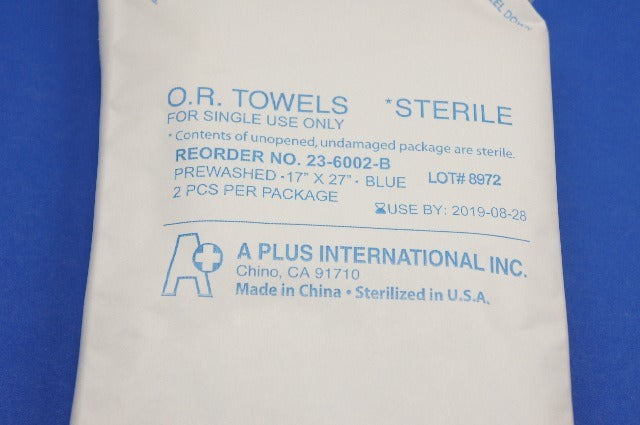 EEL DOWN
O.R. TOWELS *STERILE
FOR SINGLE USE ONLY
*Contents of unopened, undamaged package are sterile.
REORDER NO. 23-6002-B
LOT# 8972
PREWASHED - 17" X 27" - BLUE
2 PCS PER PACKAGE
USE BY: 2019-08-28
A PLUS INTERNATIONAL INC.
Chino, CA 91710
Made in China • Sterilized in U.S.A.